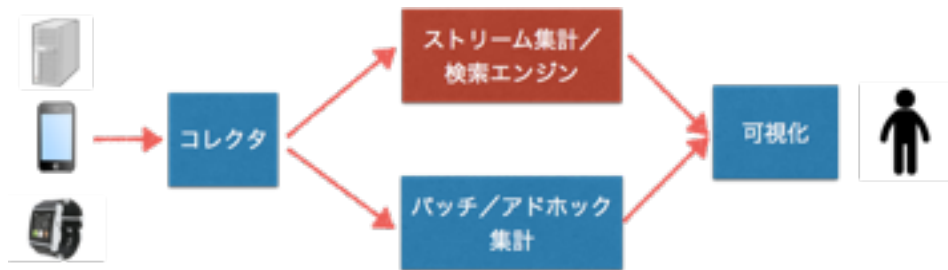 ストリーム集計／
検索エンジン
コレクタ
可視化
バッチ／アドホック
集計